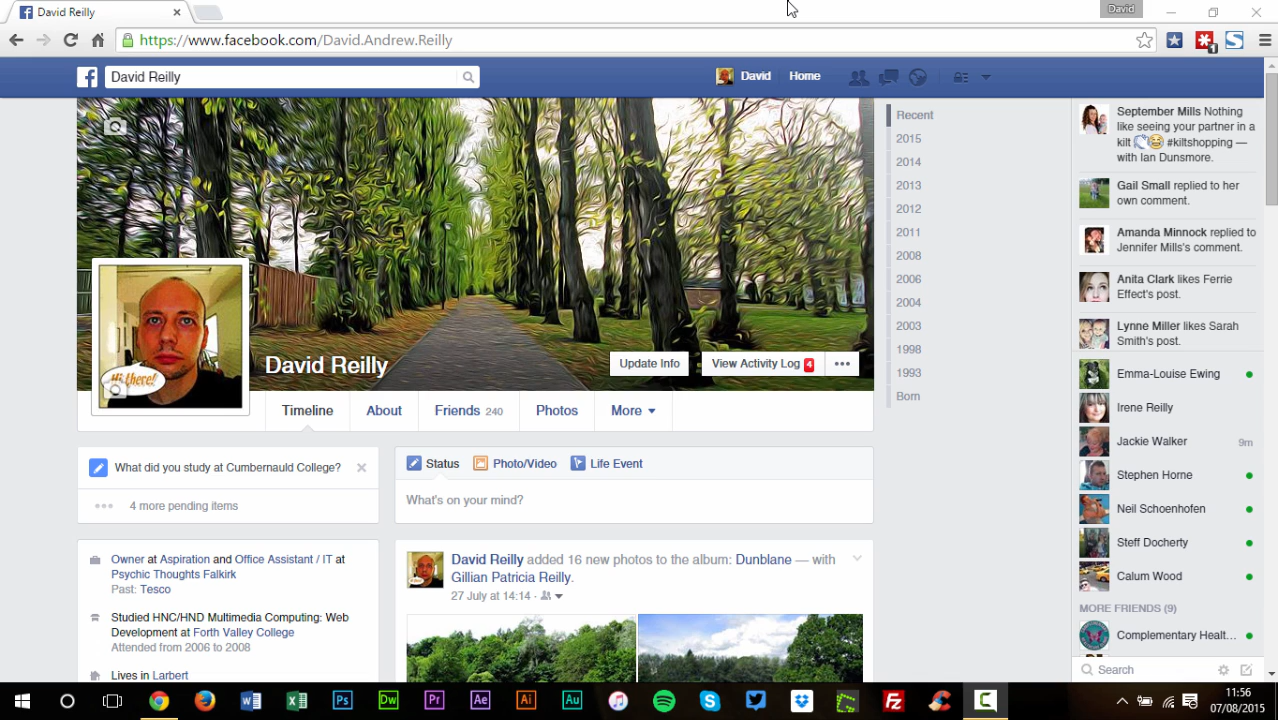 David Reilly
David
https://www.facebook.com/David.Andrew.Reilly
1
David Reilly
David
Home
Hi there!
David Reilly
Update Info
View Activity Log 4
Timeline
About
Friends 240
Photos
More
Recent
2015
2014
2013
2012
2011
2008
2006
2004
2003
1998
1993
Born
What did you study at Cumbernauld College?
4 more pending items
Owner at Aspiration and Office Assistant / IT at
Psychic Thoughts Falkirk
Past: Tesco
Studied HNC/HND Multimedia Computing: Web
Development at Forth Valley College
Attended from 2006 to 2008
Lives in Larbert
Status
Photo/Video
Life Event
What's on your mind?
David Reilly added 16 new photos to the album: Dunblane — with
Gillian Patricia Reilly.
27 July at 14:14 ·
September Mills Nothing
like seeing your partner in a
kilt #kiltshopping —
with Ian Dunsmore.
Gail Small replied to her
own comment.
Amanda Minnock replied to
Jennifer Mills's comment.
Anita Clark likes Ferrie
Effect's post.
Lynne Miller likes Sarah
Smith's post.
Emma-Louise Ewing
Irene Reilly
Jackie Walker 9m
Stephen Horne
Neil Schoenhofen
Steff Docherty
Calum Wood
MORE FRIENDS (9)
Complementary Healt...
Search
Ps
Dw
Pr
Ae
Ai
Au
11:56
07/08/2015